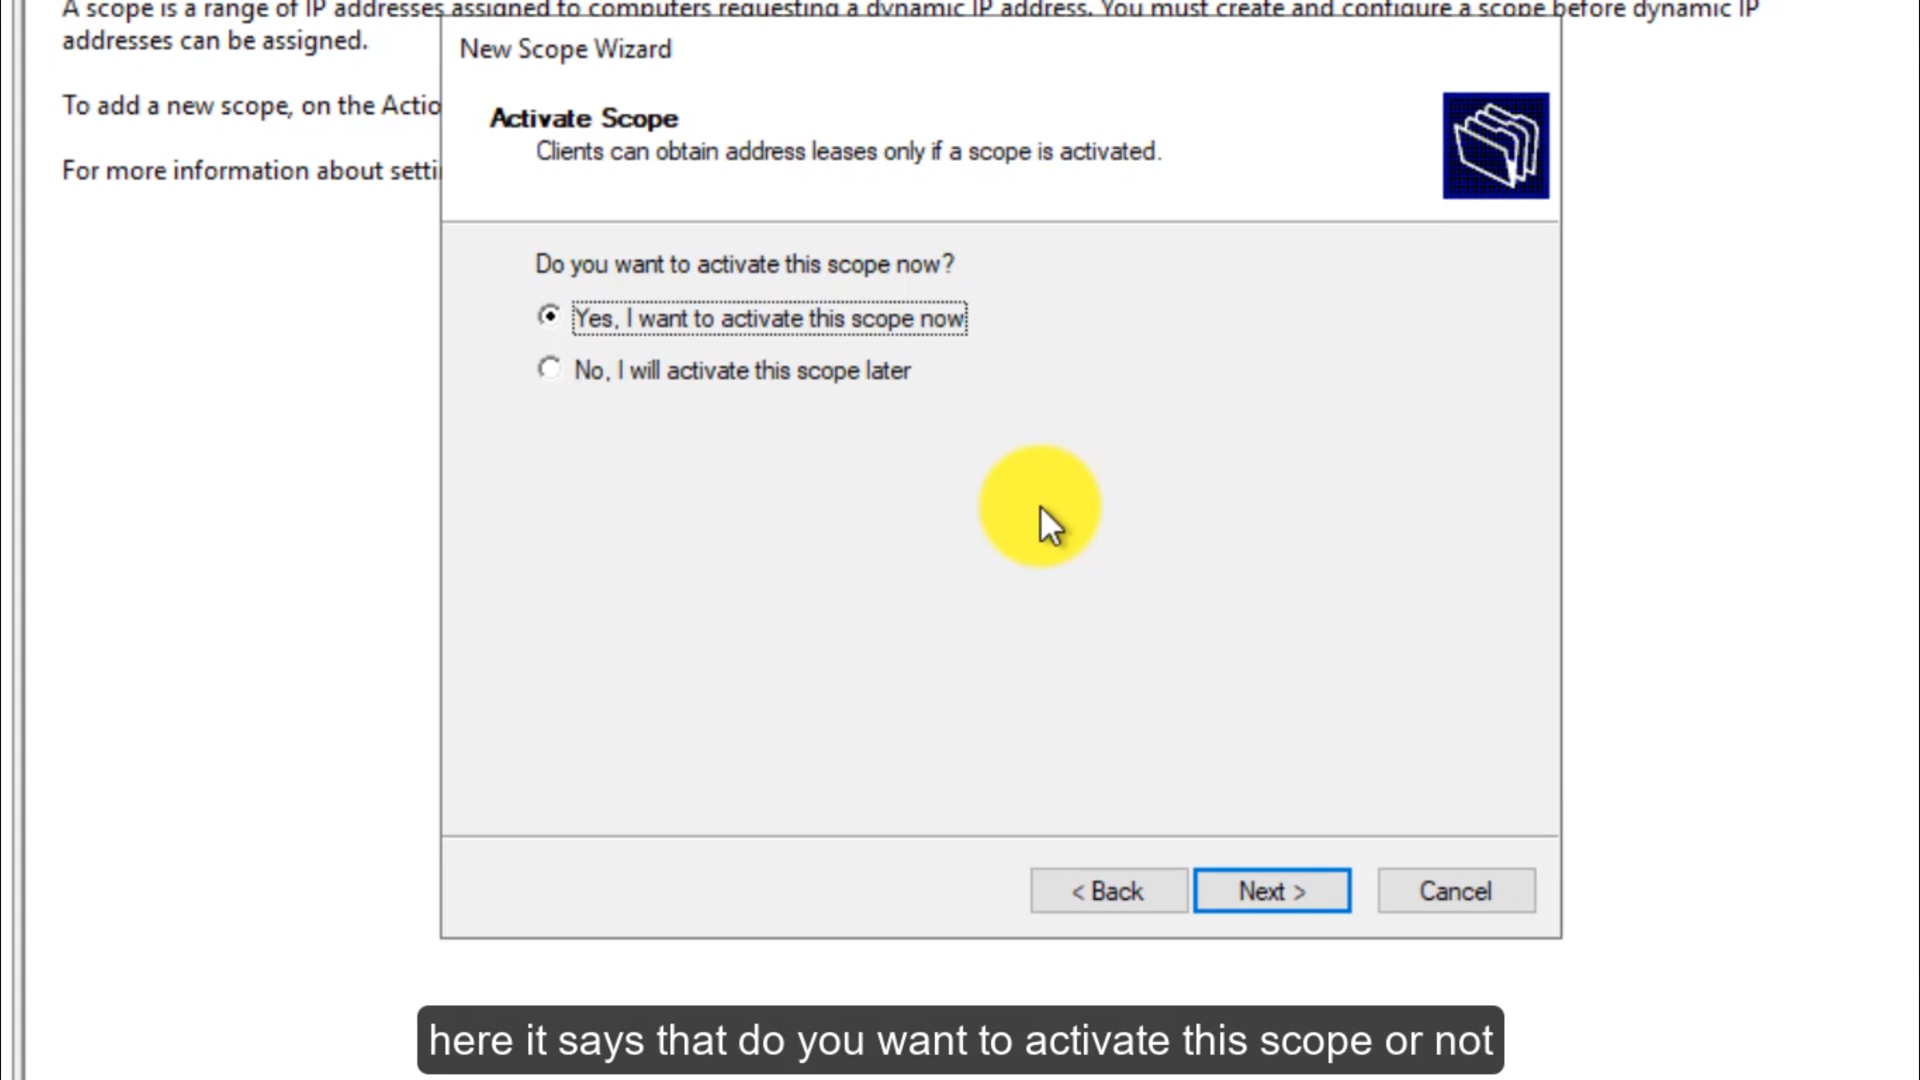 A scope is a range of IP addresses assigned to computers requesting a dynamic IP address. You must create and configure a scope before dynamic IP
addresses can be assigned.
To add a new scope, on the Actio
For more information about setti
New Scope Wizard
Activate Scope
Clients can obtain address leases only if a scope is activated.
Do you want to activate this scope now?
Yes, I want to activate this scope now
No, I will activate this scope later
< Back
Next >
Cancel
here it says that do you want to activate this scope or not